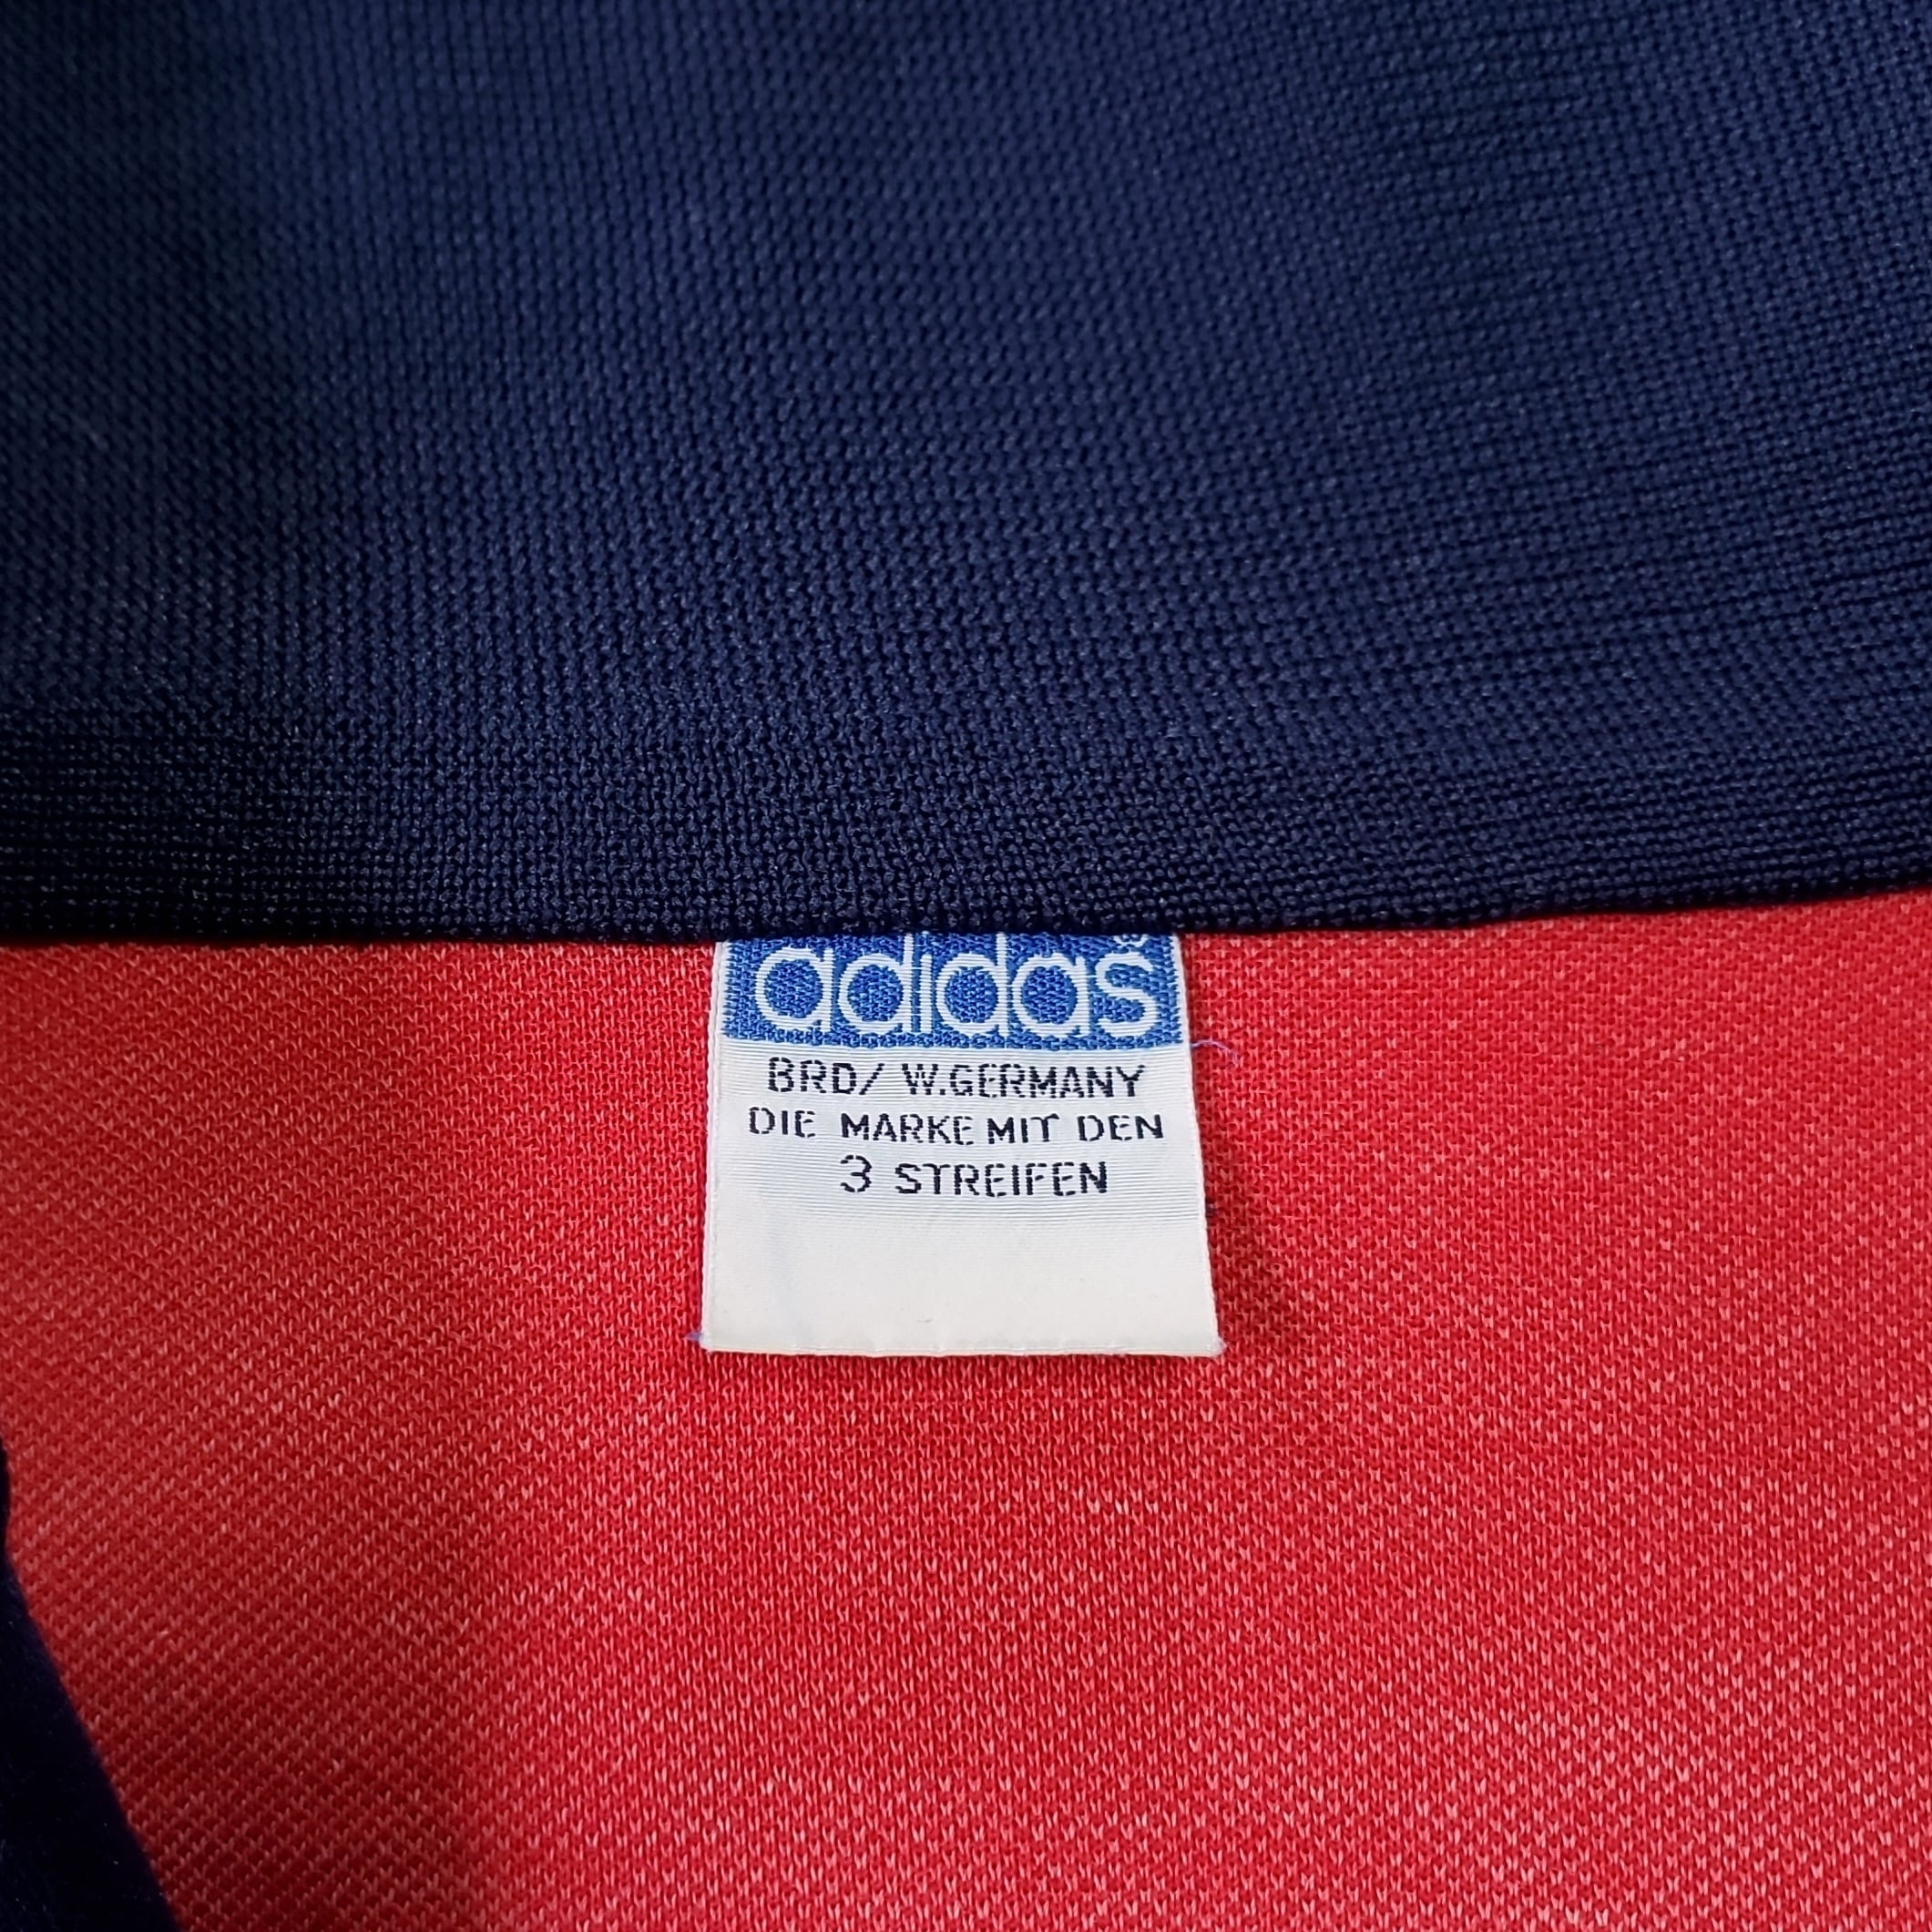 adidas®
BRD/ W.GERMANY
DIE MARKE MIT DEN
3 STREIFEN